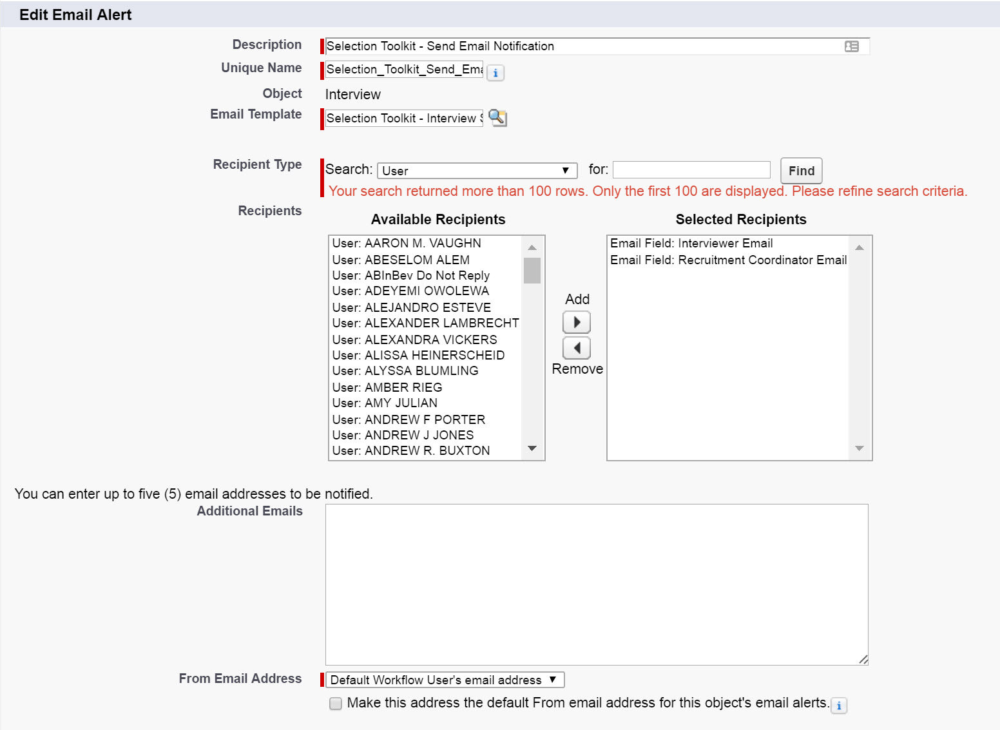 Edit Email Alert
Description Selection Toolkit - Send Email Notification
Unique Name Selection_Toolkit_Send_Ema
Object Interview
Email Template Selection Toolkit - Interview
Recipient Type Search: User for: Find
Your search returned more than 100 rows. Only the first 100 are displayed. Please refine search criteria.
Recipients
Available Recipients
User: AARON M. VAUGHN
User: ABESELOM ALEM
User: ABInBev Do Not Reply
User: ADEYEMI OWOLEWA
User: ALEJANDRO ESTEVE
User: ALEXANDER LAMBRECHT
User: ALEXANDRA VICKERS
User: ALISSA HEINERSCHEID
User: ALYSSA BLUMLING
User: AMBER RIEG
User: AMY JULIAN
User: ANDREW F PORTER
User: ANDREW J JONES
User: ANDREW R. BUXTON
Add
Remove
Selected Recipients
Email Field: Interviewer Email
Email Field: Recruitment Coordinator Email
You can enter up to five (5) email addresses to be notified.
Additional Emails
From Email Address Default Workflow User's email address
Make this address the default From email address for this object's email alerts.